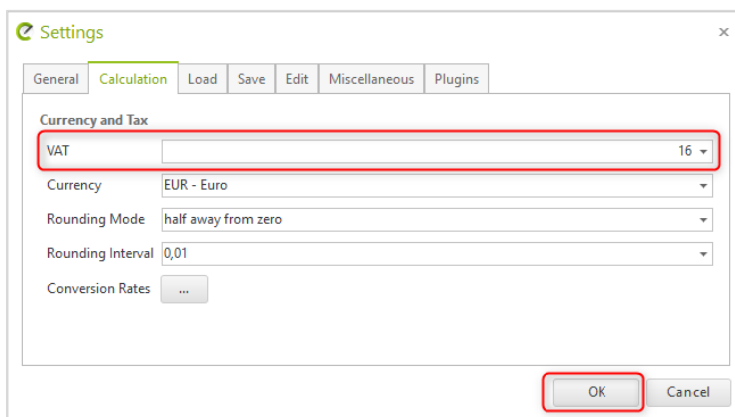 Settings
General Calculation Load Save Edit Miscellaneous Plugins
Currency and Tax
VAT 16
Currency EUR - Euro
Rounding Mode half away from zero
Rounding Interval 0,01
Conversion Rates ...
OK Cancel